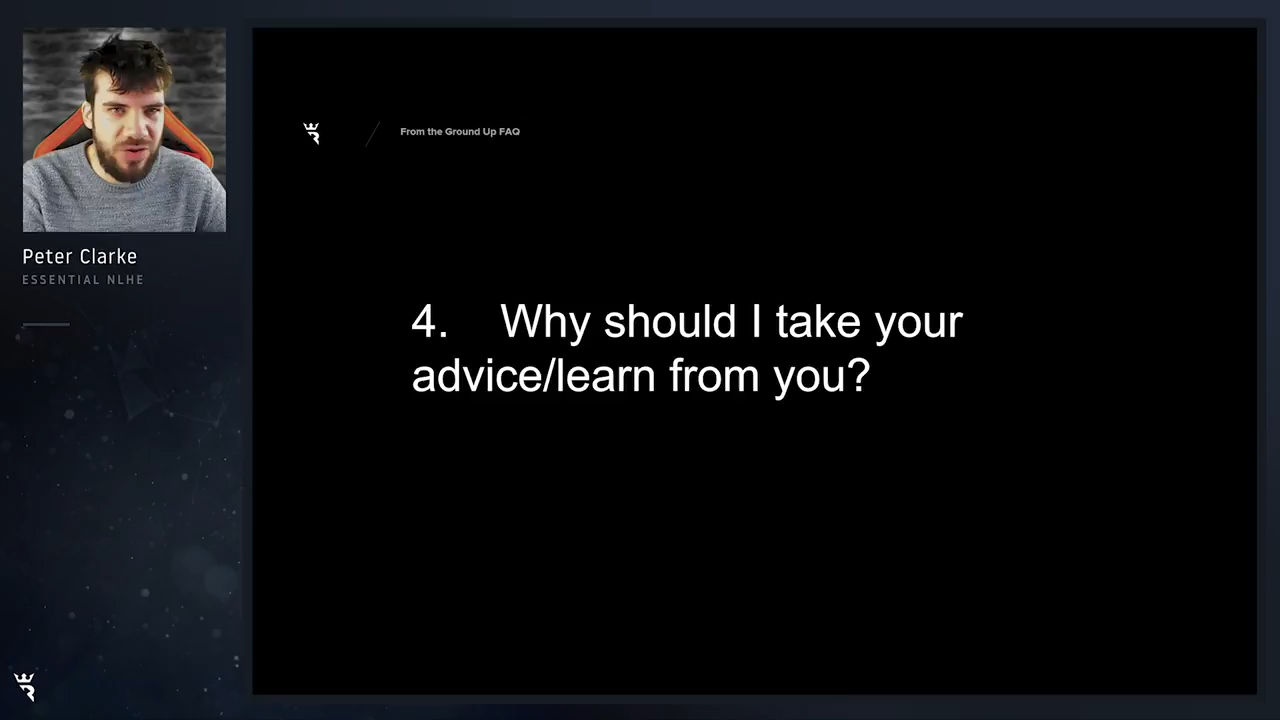 Peter Clarke
ESSENTIAL NLHE
From the Ground Up FAQ
4. Why should I take your
advice/learn from you?